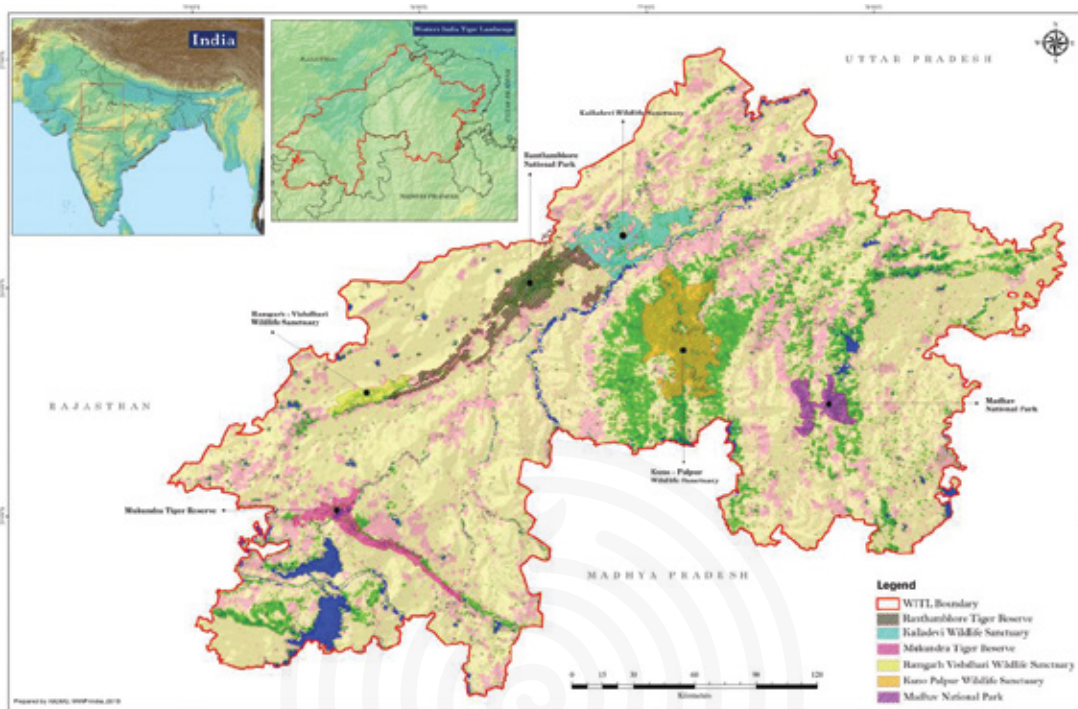 India
Western India Tiger Landscape
UTTAR PRADESH
Kailadevi Wildlife Sanctuary
Ranthambhore
National Park
Ramgarh - Vishdhari
Wildlife Sanctuary
RAJASTHAN
Madhav
National Park
Kuno - Palpur
Wildlife Sanctuary
Mukundra Tiger Reserve
MADHYA PRADESH
Legend
WITL Boundary
Ranthambhore Tiger Reserve
Kailadevi Wildlife Sanctuary
Mukundra Tiger Reserve
Ramgarh Vishdhari Wildlife Sanctuary
Kuno Palpur Wildlife Sanctuary
Madhav National Park
0 20 40 60 80 120
Kilometers